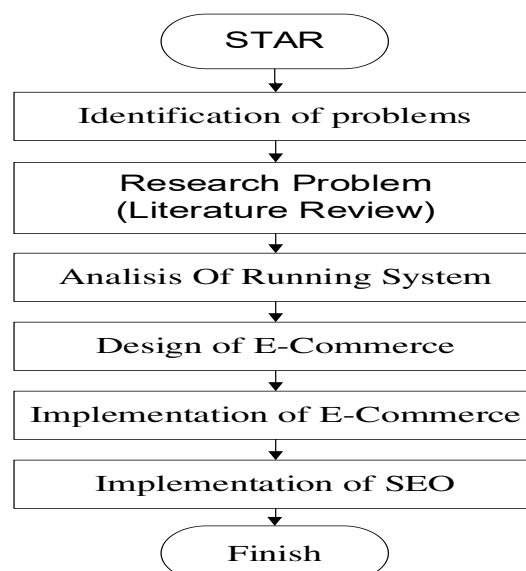 STAR
Identification of problems
Research Problem
(Literature Review)
Analisis Of Running System
Design of E-Commerce
Implementation of E-Commerce
Implementation of SEO
Finish